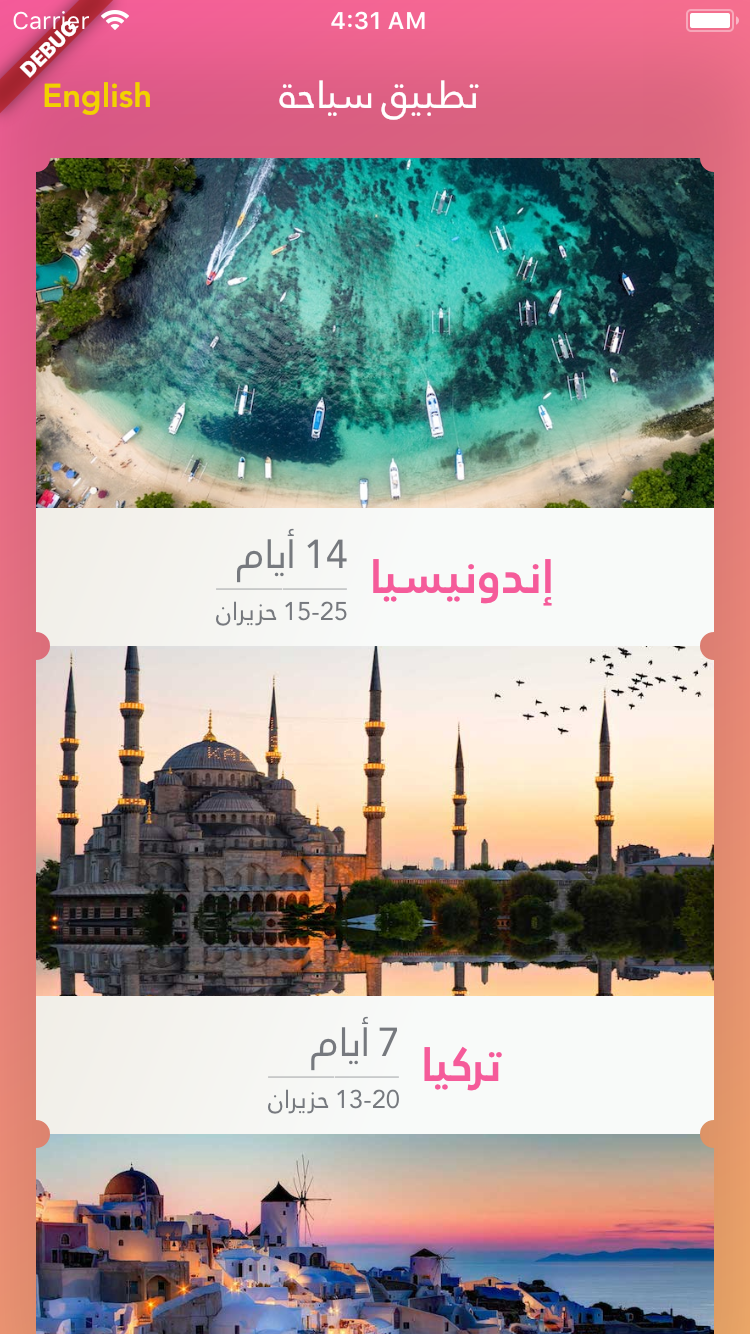 Carrier 4:31 AM
DEBUG
English تطبيق سياحة
إندونيسيا
14 أيام
15-25 حزيران
تركيا
7 أيام
13-20 حزيران